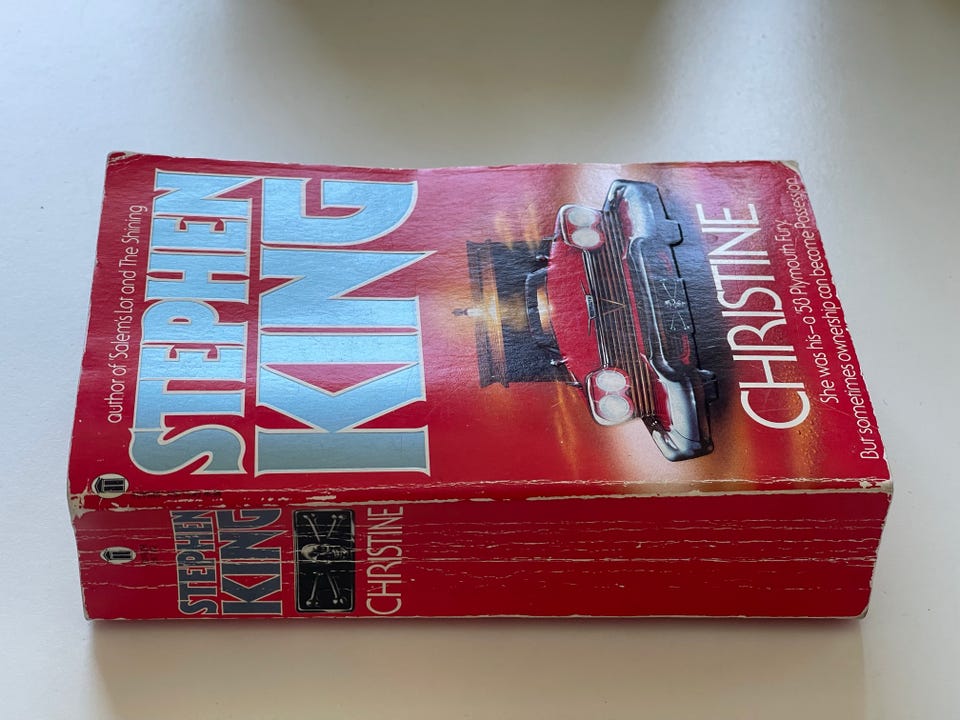 author of 'Salem's Lot and The Shining
STEPHEN
KING
CHRISTINE
She was his–a '58 Plymouth Fury.
But sometimes ownership can become Possession
STEPHEN
KING
CHRISTINE